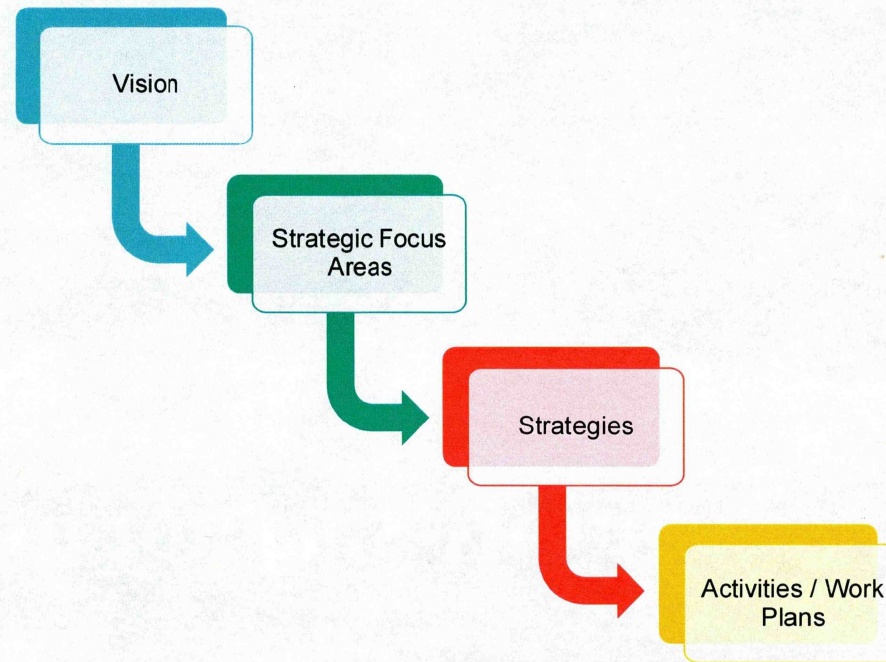 Vision
Strategic Focus
Areas
Strategies
Activities / Work
Plans